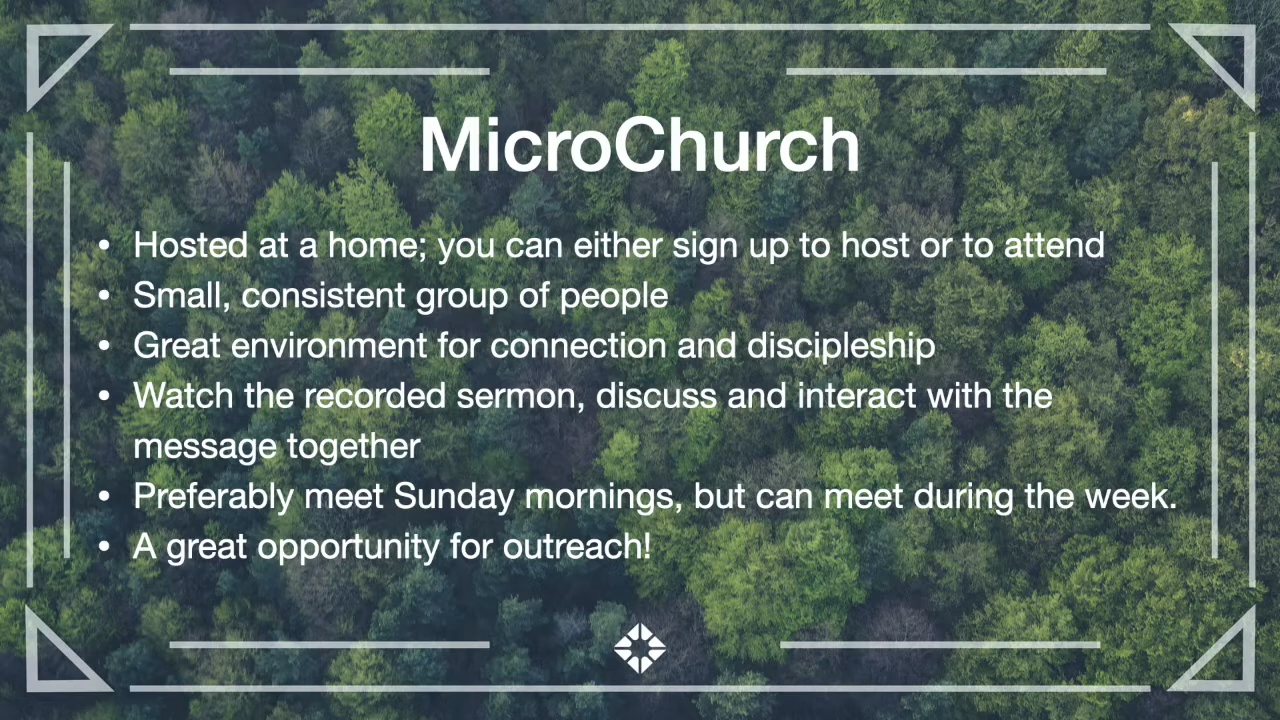 MicroChurch
• Hosted at a home; you can either sign up to host or to attend
• Small, consistent group of people
• Great environment for connection and discipleship
• Watch the recorded sermon, discuss and interact with the
message together
• Preferably meet Sunday mornings, but can meet during the week.
• A great opportunity for outreach!